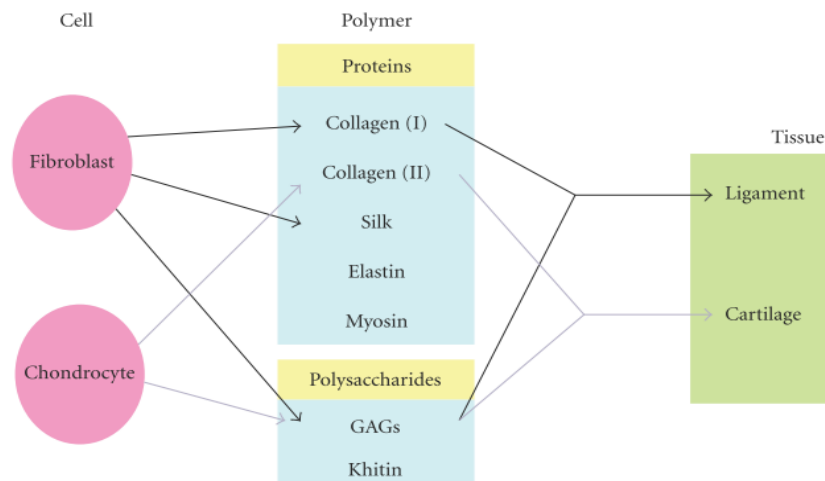 Cell
Polymer
Proteins
Collagen (I)
Tissue
Fibroblast
Collagen (II)
Ligament
Silk
Elastin
Cartilage
Myosin
Chondrocyte
Polysaccharides
GAGs
Khitin